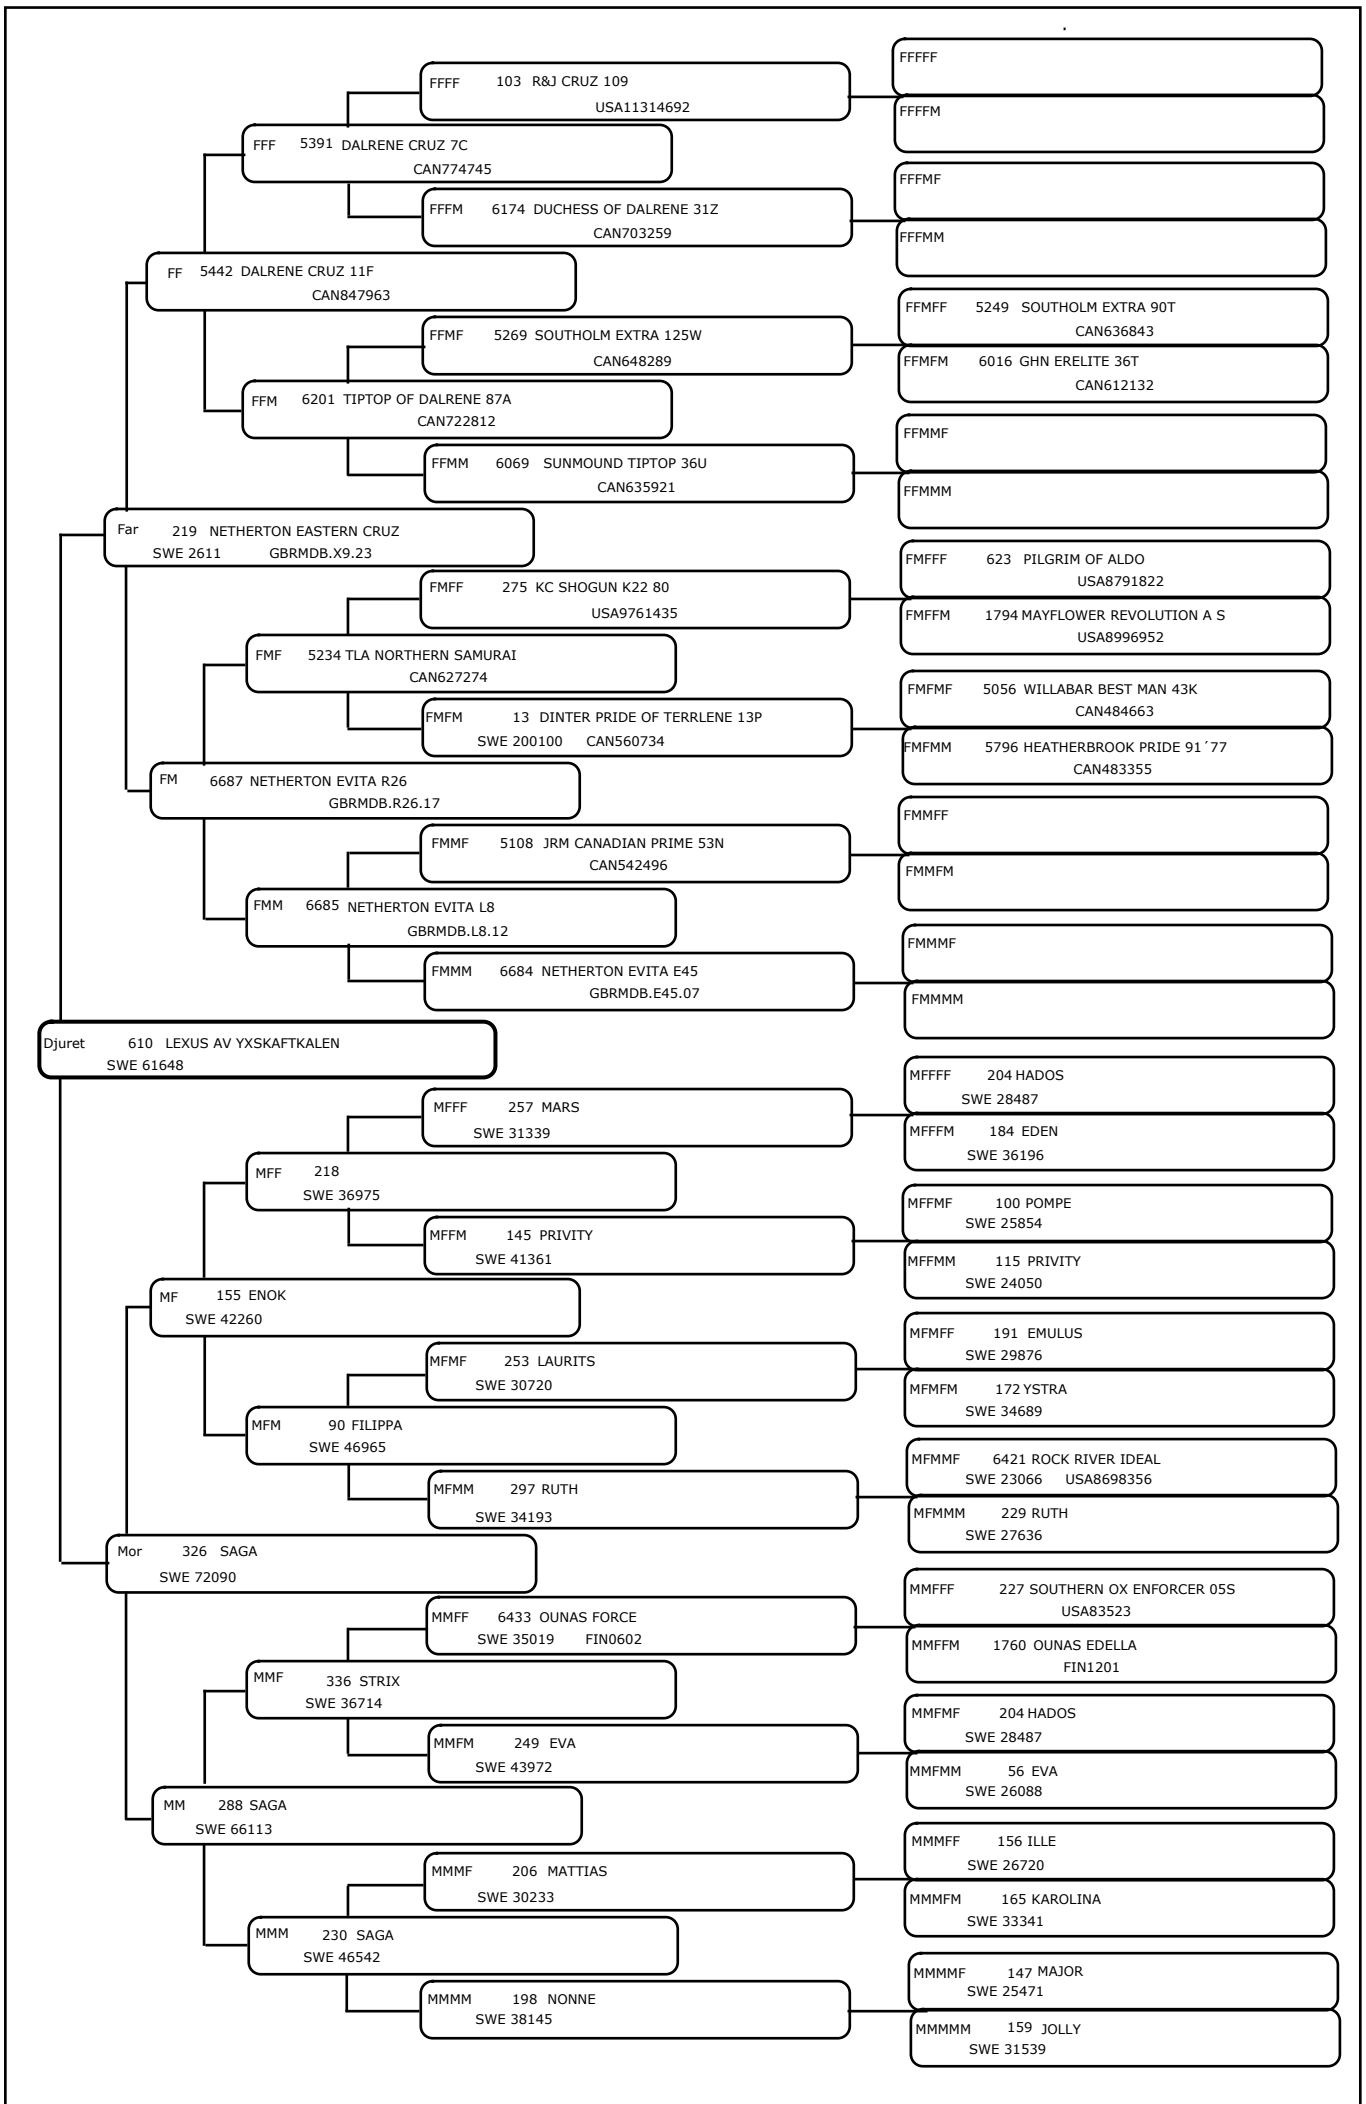 FFFFF
FFFF 103 R&J CRUZ 109
USA11314692
FFFFM
FFF 5391 DALRENE CRUZ 7C
CAN774745
FFFMF
FFFM 6174 DUCHESS OF DALRENE 31Z
CAN703259
FFFMM
FF 5442 DALRENE CRUZ 11F
CAN847963
FFMFF 5249 SOUTHOLM EXTRA 90T
CAN636843
FFMF 5269 SOUTHOLM EXTRA 125W
CAN648289
FFMFM 6016 GHN ERELITE 36T
CAN612132
FFM 6201 TIPTOP OF DALRENE 87A
CAN722812
FFMMF
FFMM 6069 SUNMOUND TIPTOP 36U
CAN635921
FFMMM
Far 219 NETHERTON EASTERN CRUZ
SWE 2611 GBRMDB.X9.23
FMFFF 623 PILGRIM OF ALDO
USA8791822
FMFF 275 KC SHOGUN K22 80
USA9761435
FMFFM 1794 MAYFLOWER REVOLUTION A S
USA8996952
FMF 5234 TLA NORTHERN SAMURAI
CAN627274
FMFMF 5056 WILLABAR BEST MAN 43K
CAN484663
FMFM 13 DINTER PRIDE OF TERRLENE 13P
SWE 200100 CAN560734
FMFMM 5796 HEATHERBROOK PRIDE 91´77
CAN483355
FM 6687 NETHERTON EVITA R26
GBRMDB.R26.17
FMMFF
FMMF 5108 JRM CANADIAN PRIME 53N
CAN542496
FMMFM
FMM 6685 NETHERTON EVITA L8
GBRMDB.L8.12
FMMMF
FMMM 6684 NETHERTON EVITA E45
GBRMDB.E45.07
FMMMM
Djuret 610 LEXUS AV YXSKAFTKALEN
SWE 61648
MFFFF 204 HADOS
SWE 28487
MFFF 257 MARS
SWE 31339
MFFFM 184 EDEN
SWE 36196
MFF 218
SWE 36975
MFFMF 100 POMPE
SWE 25854
MFFM 145 PRIVITY
SWE 41361
MFFMM 115 PRIVITY
SWE 24050
MF 155 ENOK
SWE 42260
MFMFF 191 EMULUS
SWE 29876
MFMF 253 LAURITS
SWE 30720
MFMFM 172 YSTRA
SWE 34689
MFM 90 FILIPPA
SWE 46965
MFMMF 6421 ROCK RIVER IDEAL
SWE 23066 USA8698356
MFMM 297 RUTH
SWE 34193
MFMMM 229 RUTH
SWE 27636
Mor 326 SAGA
SWE 72090
MMFFF 227 SOUTHERN OX ENFORCER 05S
USA83523
MMFF 6433 OUNAS FORCE
SWE 35019 FIN0602
MMFFM 1760 OUNAS EDELLA
FIN1201
MMF 336 STRIX
SWE 36714
MMFMF 204 HADOS
SWE 28487
MMFM 249 EVA
SWE 43972
MMFMM 56 EVA
SWE 26088
MM 288 SAGA
SWE 66113
MMMFF 156 ILLE
SWE 26720
MMMF 206 MATTIAS
SWE 30233
MMMFM 165 KAROLINA
SWE 33341
MMM 230 SAGA
SWE 46542
MMMMF 147 MAJOR
SWE 25471
MMMM 198 NONNE
SWE 38145
MMMMM 159 JOLLY
SWE 31539